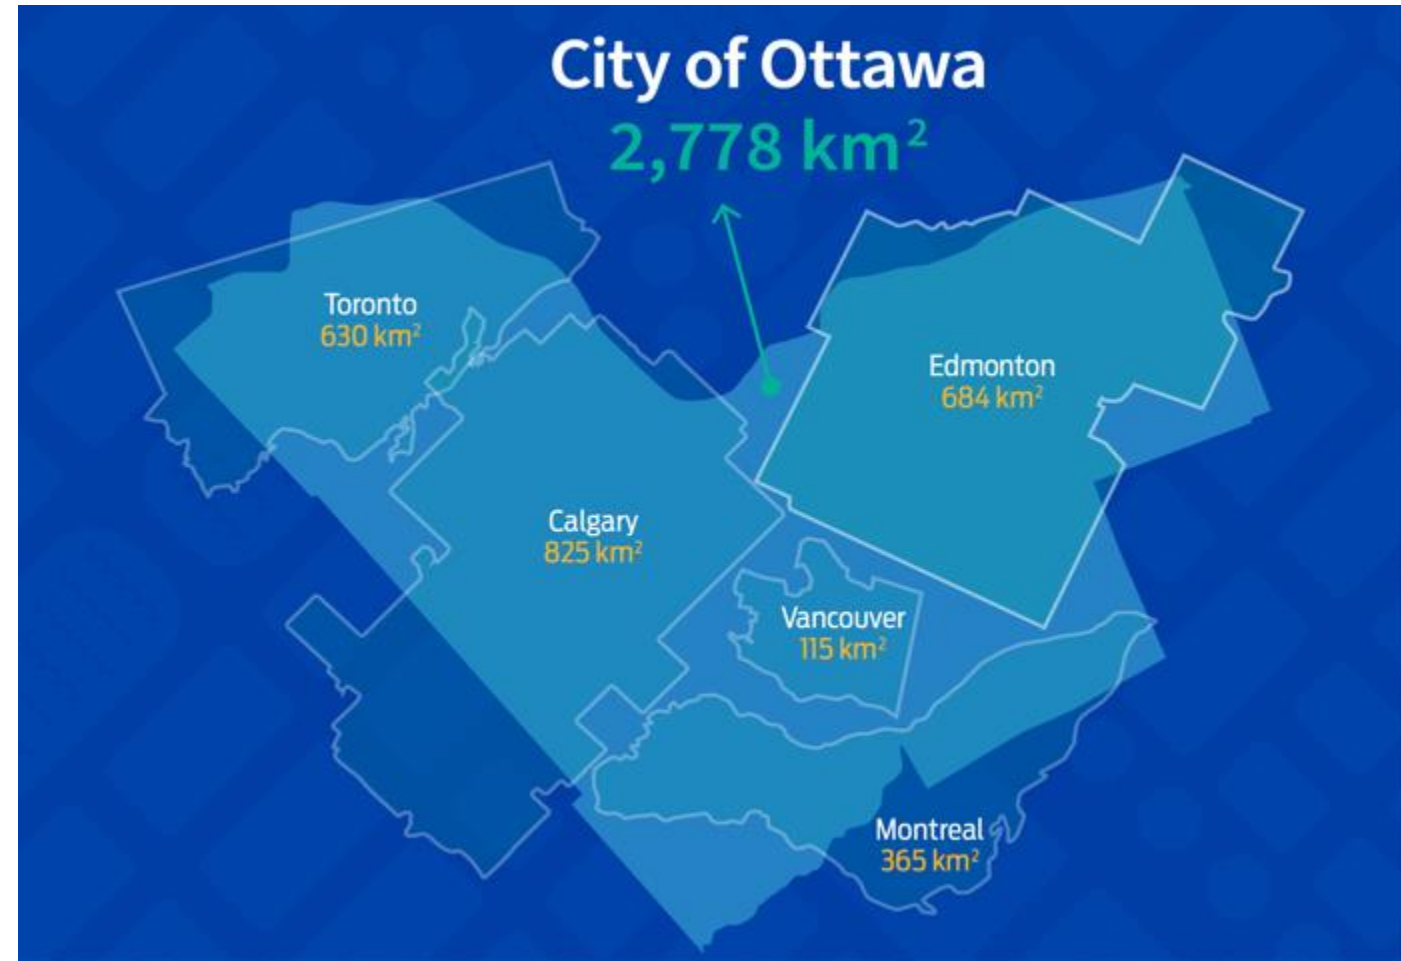 City of Ottawa
2,778 km²
Toronto
630 km²
Edmonton
684 km²
Calgary
825 km²
Vancouver
115 km²
Montreal
365 km²